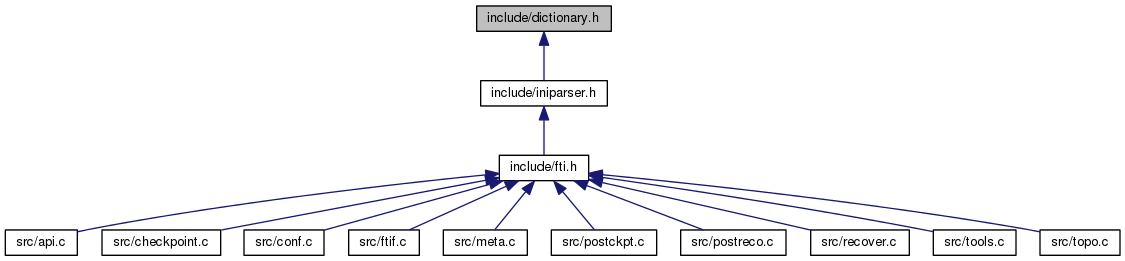 include/dictionary.h
include/iniparser.h
include/fti.h
src/api.c
src/checkpoint.c
src/conf.c
src/ftif.c
src/meta.c
src/postckpt.c
src/postreco.c
src/recover.c
src/tools.c
src/topo.c